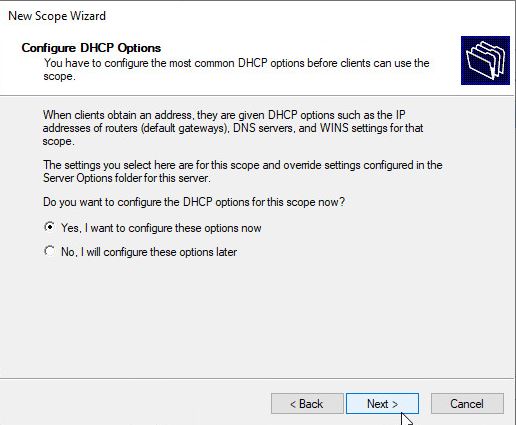 New Scope Wizard
Configure DHCP Options
You have to configure the most common DHCP options before clients can use the
scope.
When clients obtain an address, they are given DHCP options such as the IP
addresses of routers (default gateways), DNS servers, and WINS settings for that
scope.
The settings you select here are for this scope and override settings configured in the
Server Options folder for this server.
Do you want to configure the DHCP options for this scope now?
Yes, I want to configure these options now
No, I will configure these options later
< Back
Next >
Cancel